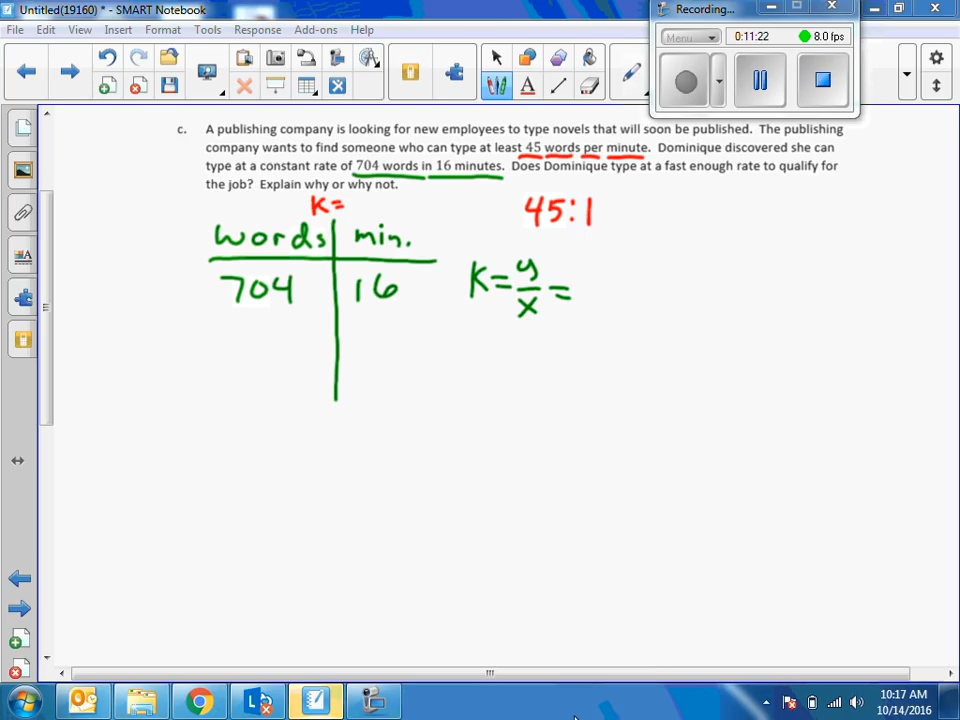 Untitled(19160) * - SMART Notebook
File Edit View Insert Format Tools Response Add-ons Help
Recording...
Menu
0:11:22
8.0 fps
c. A publishing company is looking for new employees to type novels that will soon be published. The publishing
company wants to find someone who can type at least 45 words per minute. Dominique discovered she can
type at a constant rate of 704 words in 16 minutes. Does Dominique type at a fast enough rate to qualify for
the job? Explain why or why not.
K=
45:1
words min.
704 16
K=y/x=
10:17 AM
10/14/2016